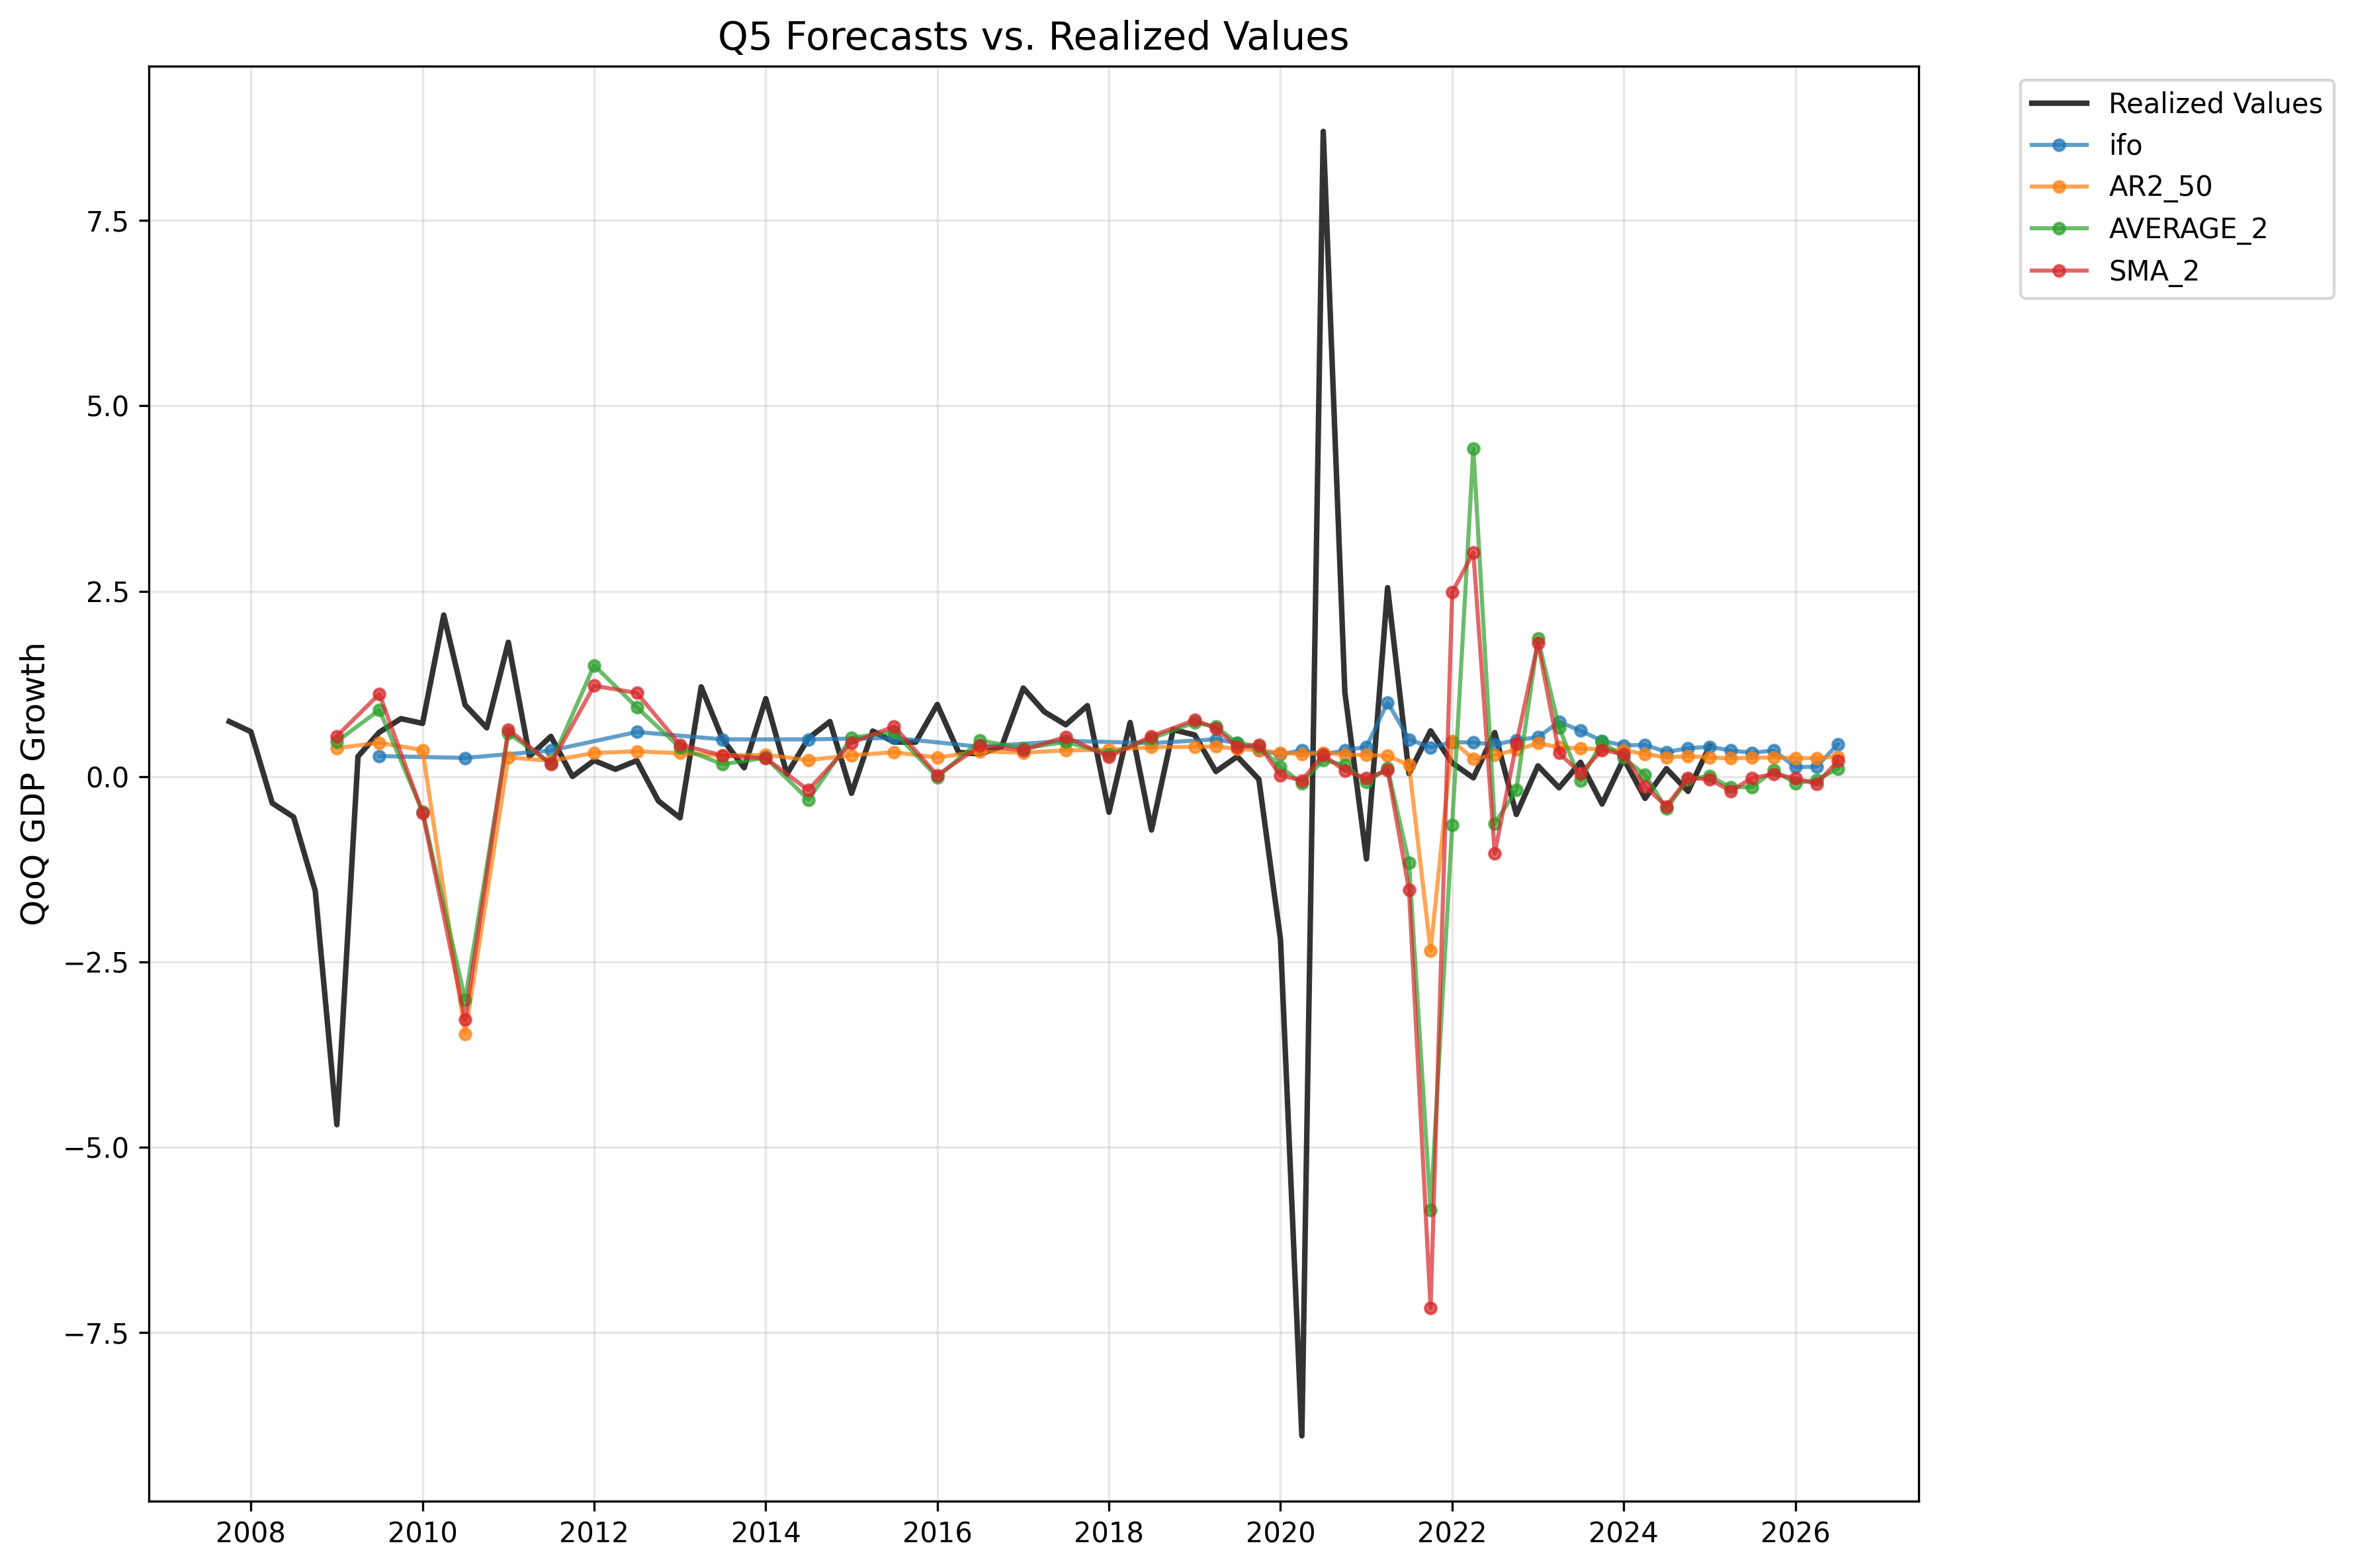 Q5 Forecasts vs. Realized Values
QoQ GDP Growth
7.5
5.0
2.5
0.0
−2.5
−5.0
−7.5
2008
2010
2012
2014
2016
2018
2020
2022
2024
2026
Realized Values
ifo
AR2_50
AVERAGE_2
SMA_2